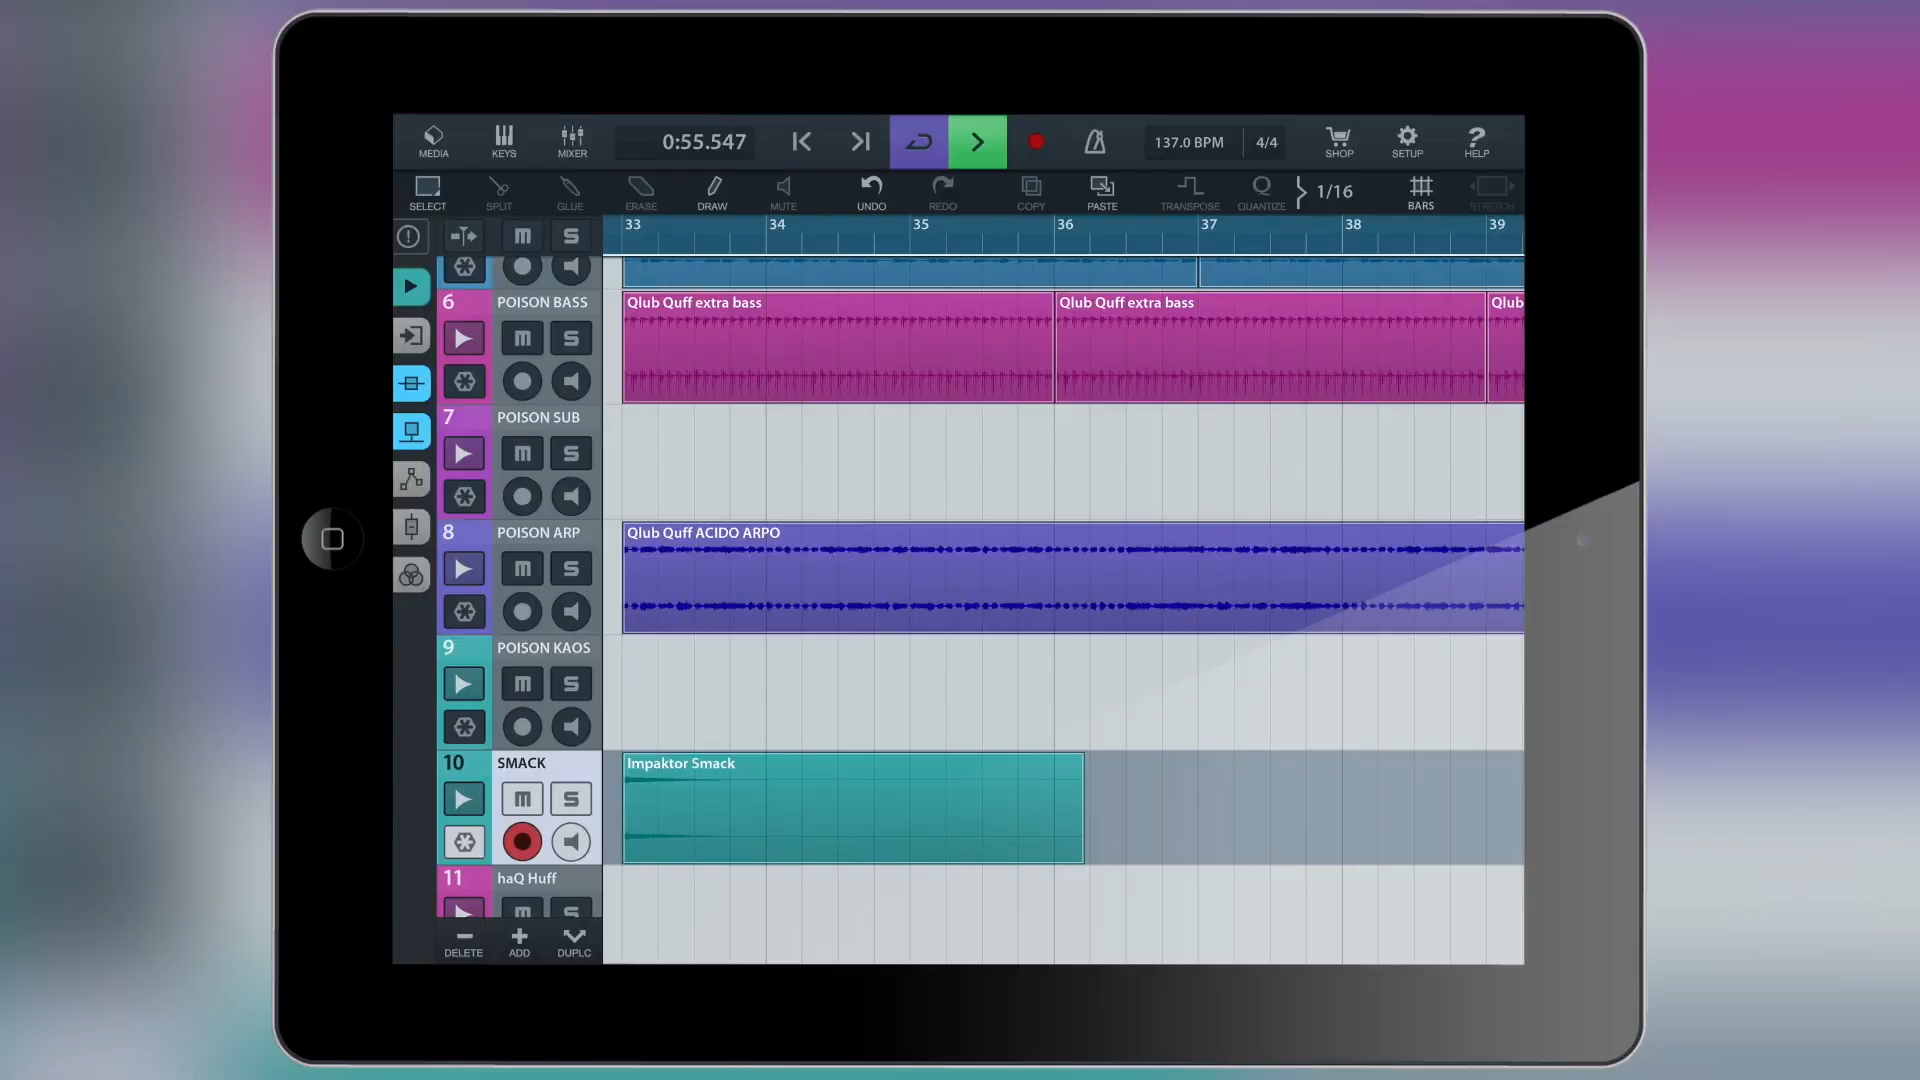 MEDIA KEYS MIXER 0:55.547 137.0 BPM 4/4 SHOP SETUP ? HELP
SELECT SPLIT GLUE ERASE DRAW MUTE UNDO REDO COPY PASTE TRANSPOSE Q QUANTIZE 1/16 BARS STRETCH
m S 33 34 35 36 37 38 39
6 POISON BASS Qlub Quff extra bass Qlub Quff extra bass Qlub
m S
7 POISON SUB
m S
8 POISON ARP Qlub Quff ACIDO ARPO
m S
9 POISON KAOS
m S
10 SMACK Impaktor Smack
m S
11 haQ Huff
m S
DELETE ADD DUPLC